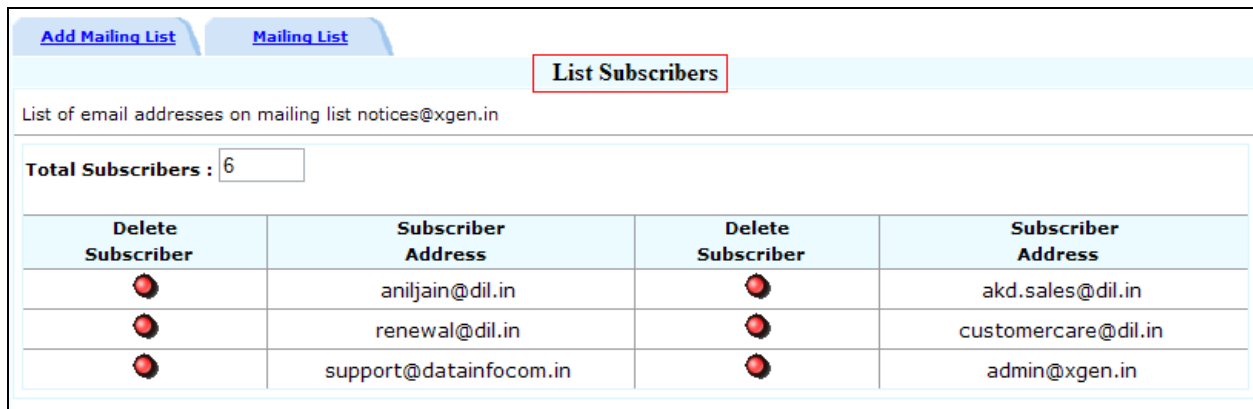 Add Mailing List Mailing List
List Subscribers
List of email addresses on mailing list notices@xgen.in
Total Subscribers : 6
Delete Subscriber Subscriber Address Delete Subscriber Subscriber Address
aniljain@dil.in akd.sales@dil.in
renewal@dil.in customercare@dil.in
support@datainfocom.in admin@xgen.in